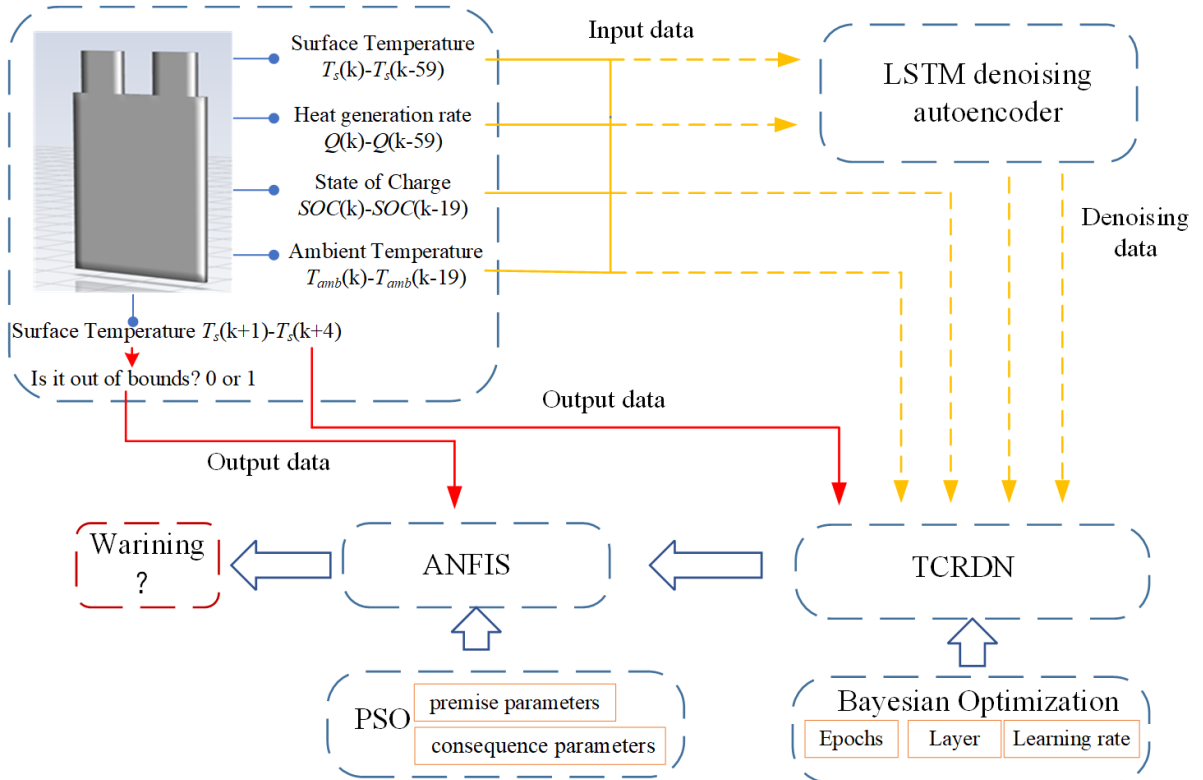 Surface Temperature
Ts(k)-Ts(k-59)
Heat generation rate
Q(k)-Q(k-59)
State of Charge
SOC(k)-SOC(k-19)
Ambient Temperature
Tamb(k)-Tamb(k-19)
Surface Temperature Ts(k+1)-Ts(k+4)
Is it out of bounds? 0 or 1
Input data
LSTM denoising
autoencoder
Denoising
data
Output data
Output data
Warining
?
ANFIS
TCRDN
PSO
premise parameters
consequence parameters
Bayesian Optimization
Epochs
Layer
Learning rate